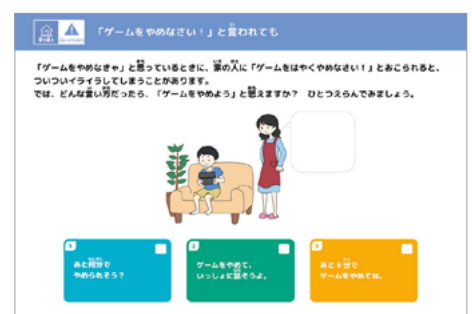 「ゲームをやめなさい！」と言われても
「ゲームをやめなきゃ」と思っているときに、家の人に「ゲームをはやくやめなさい！」とおこられると、
ついついイライラしてしまうことがあります。
では、どんな言い方だったら、「ゲームをやめよう」と思えますか？　ひとつえらんでみましょう。
1
あと何分で
やめられそう？
2
ゲームをやめて、
いっしょに話そうよ。
3
あと5分で
ゲームをやめてね。